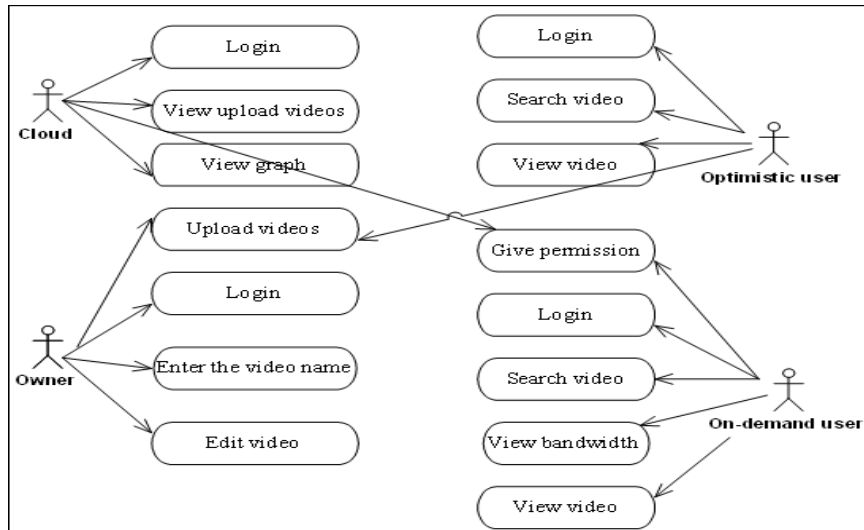 Login
View upload videos
Cloud
View graph
Upload videos
Login
Enter the video name
Owner
Edit video
Login
Search video
View video
Optimistic user
Give permission
Login
Search video
On-demand user
View bandwidth
View video